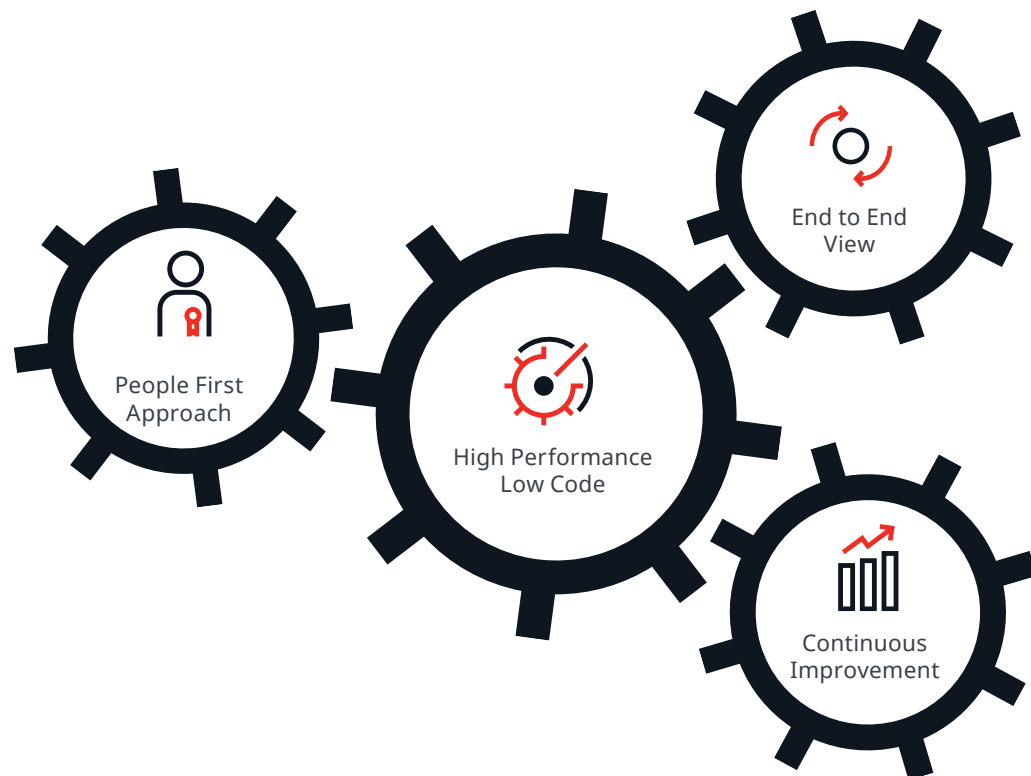 People First
Approach
High Performance
Low Code
End to End
View
Continuous
Improvement